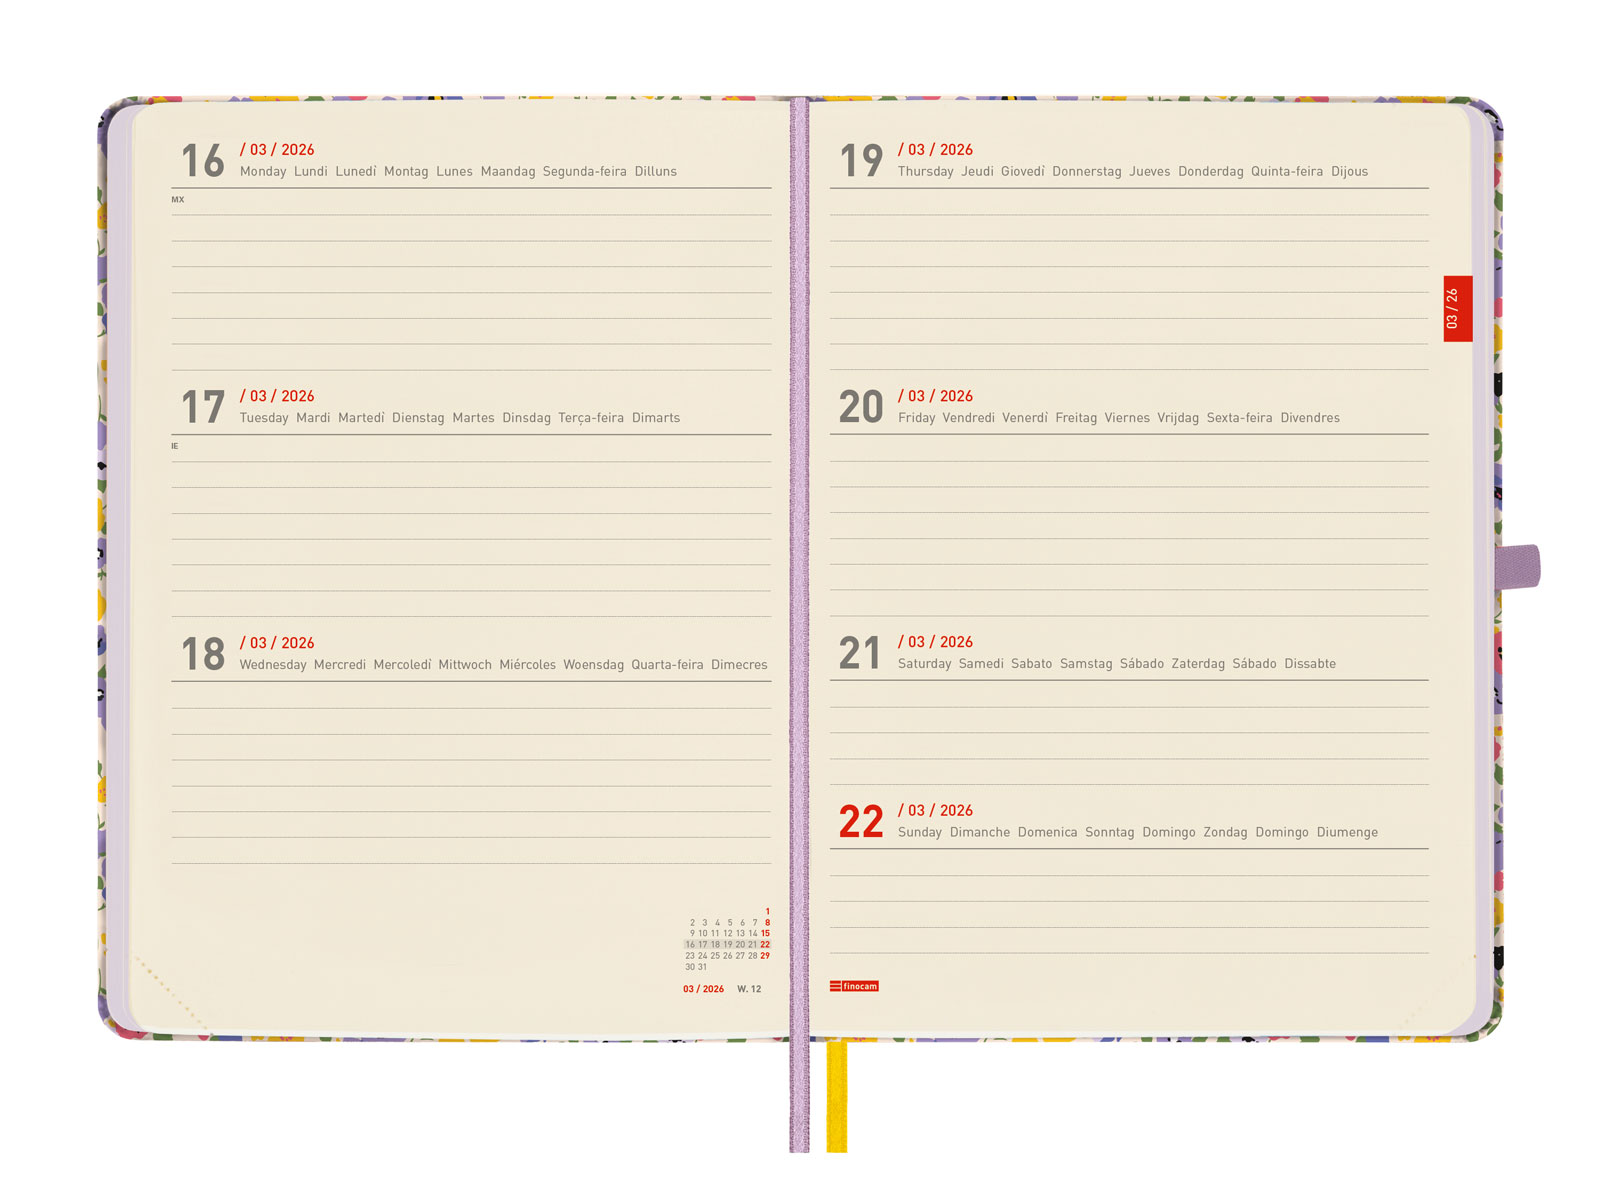 16 / 03 / 2026
Monday Lundi Lunedì Montag Lunes Maandag Segunda-feira Dilluns
MX
17 / 03 / 2026
Tuesday Mardi Martedì Dienstag Martes Dinsdag Terça-feira Dimarts
IE
18 / 03 / 2026
Wednesday Mercredi Mercoledì Mittwoch Miércoles Woensdag Quarta-feira Dimecres
1
2 3 4 5 6 7 8
9 10 11 12 13 14 15
16 17 18 19 20 21 22
23 24 25 26 27 28 29
30 31
03 / 2026 W. 12
19 / 03 / 2026
Thursday Jeudi Giovedì Donnerstag Jueves Donderdag Quinta-feira Dijous
03 / 26
20 / 03 / 2026
Friday Vendredi Venerdì Freitag Viernes Vrijdag Sexta-feira Divendres
21 / 03 / 2026
Saturday Samedi Sabato Samstag Sábado Zaterdag Sábado Dissabte
22 / 03 / 2026
Sunday Dimanche Domenica Sonntag Domingo Zondag Domingo Diumenge
finocam